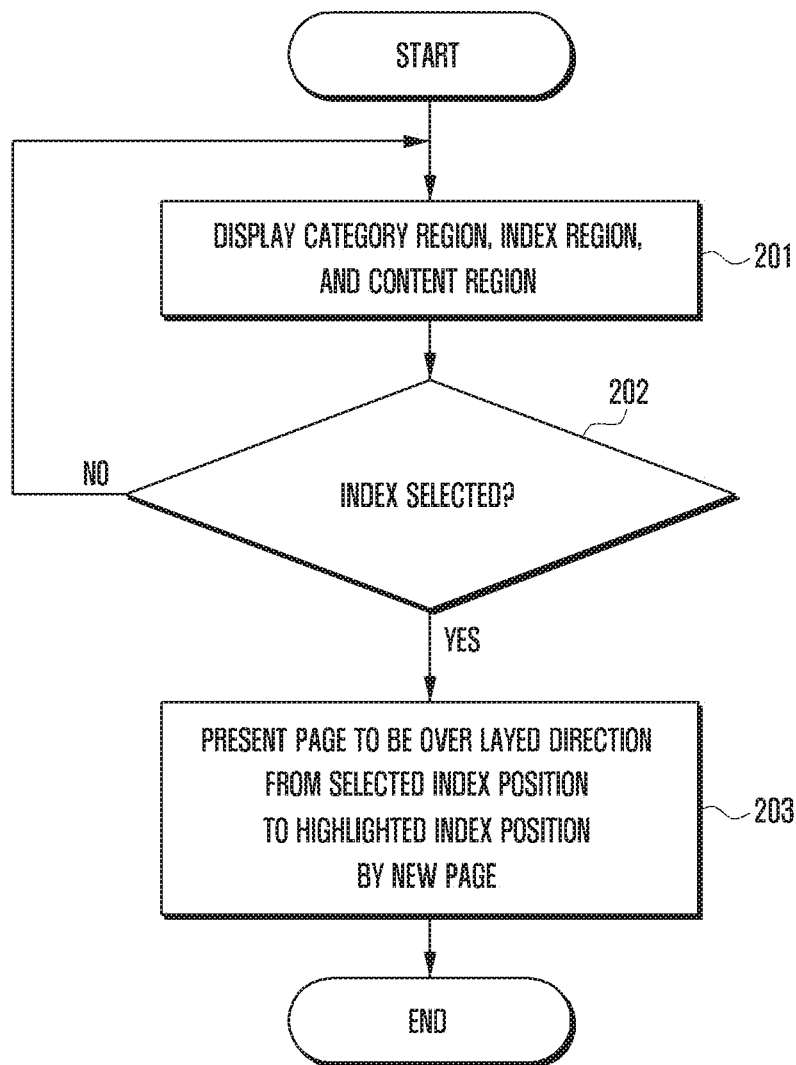 START
DISPLAY CATEGORY REGION, INDEX REGION,
AND CONTENT REGION
201
202
NO
INDEX SELECTED?
YES
PRESENT PAGE TO BE OVER LAYED DIRECTION
FROM SELECTED INDEX POSITION
TO HIGHLIGHTED INDEX POSITION
BY NEW PAGE
203
END